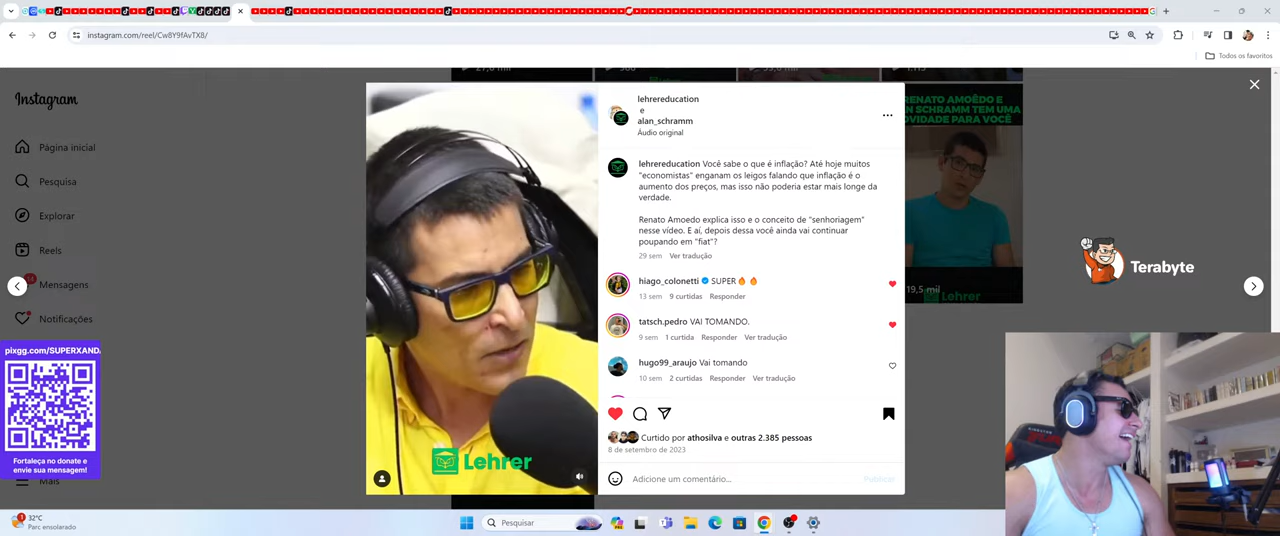 instagram.com/reel/Cw8Y9fAvTX8/
Todos os favoritos
Instagram
Página inicial
Pesquisa
Explorar
Reels
14
Mensagens
Notificações
Mais
pixgg.com/SUPERXAND
Fortaleça no donate e
envie sua mensagem!
Lehrer
lehrereducation
e
alan_schramm
Áudio original
lehrereducation Você sabe o que é inflação? Até hoje muitos
"economistas" enganam os leigos falando que inflação é o
aumento dos preços, mas isso não poderia estar mais longe da
verdade.
Renato Amoedo explica isso e o conceito de "senhoriagem"
nesse vídeo. E aí, depois dessa você ainda vai continuar
poupando em "fiat"?
29 sem Ver tradução
hiago_colonetti SUPER🔥🔥
13 sem 9 curtidas Responder
tatsch.pedro VAI TOMANDO.
9 sem 1 curtida Responder Ver tradução
hugo99_araujo Vai tomando
10 sem 2 curtidas Responder Ver tradução
Curtido por athosilva e outras 2.385 pessoas
8 de setembro de 2023
Adicione um comentário...
Publicar
RENATO AMOÊDO E
AN SCHRAMM TEM UMA
NOVIDADE PARA VOCÊ
19,5 mil
Lehrer
Terabyte
32°C
Parc ensolarado
Pesquisar